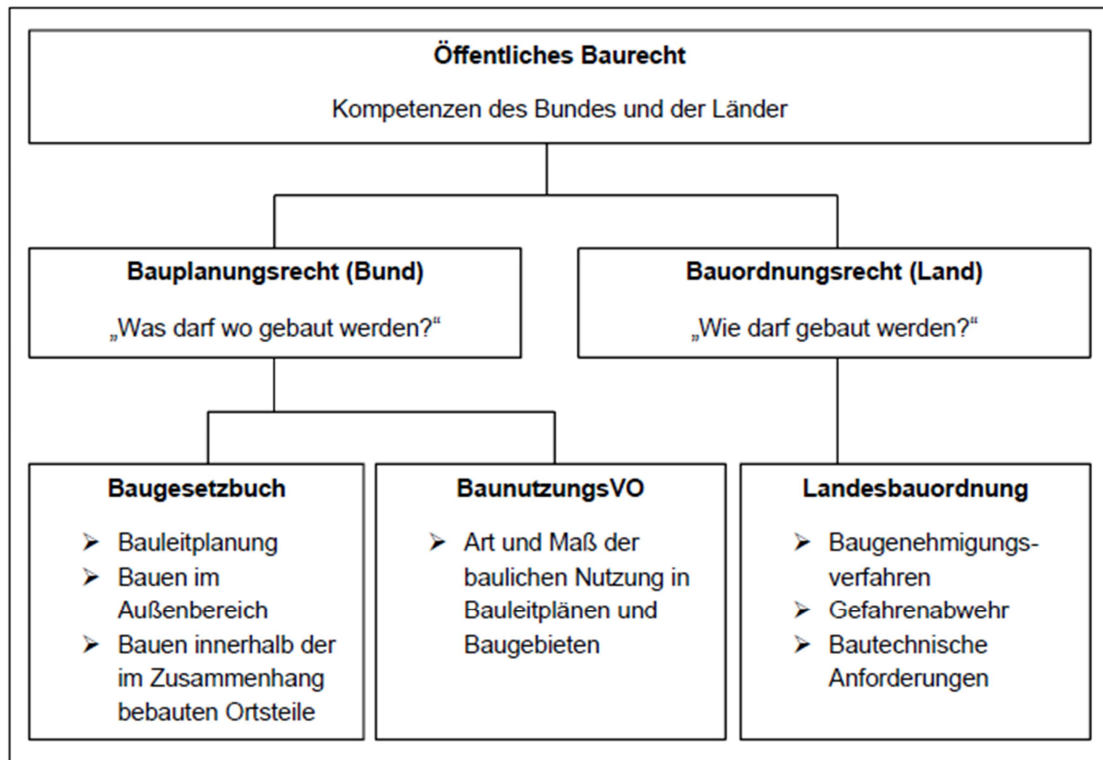 Öffentliches Baurecht
Kompetenzen des Bundes und der Länder
Bauplanungsrecht (Bund)
„Was darf wo gebaut werden?“
Bauordnungsrecht (Land)
„Wie darf gebaut werden?“
Baugesetzbuch
➢ Bauleitplanung
➢ Bauen im
Außenbereich
➢ Bauen innerhalb der
im Zusammenhang
bebauten Ortsteile
BaunutzungsVO
➢ Art und Maß der
baulichen Nutzung in
Bauleitplänen und
Baugebieten
Landesbauordnung
➢ Baugenehmigungs-
verfahren
➢ Gefahrenabwehr
➢ Bautechnische
Anforderungen